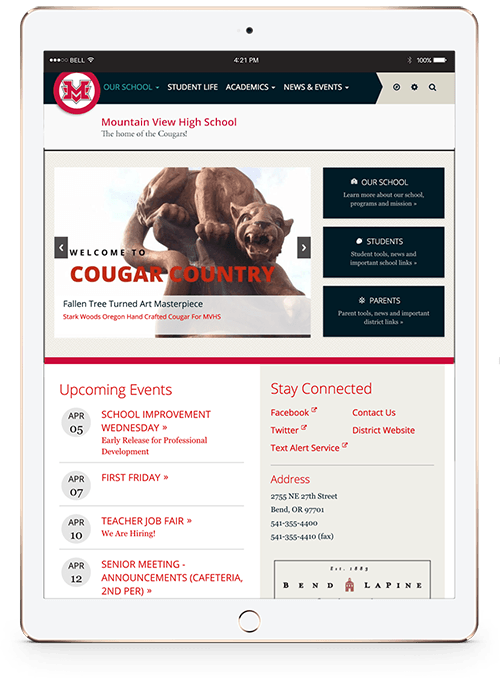 BELL
4:21 PM
100%
OUR SCHOOL
STUDENT LIFE
ACADEMICS
NEWS & EVENTS
Mountain View High School
The home of the Cougars!
WELCOME TO
COUGAR COUNTRY
Fallen Tree Turned Art Masterpiece
Stark Woods Oregon Hand Crafted Cougar For MVHS
OUR SCHOOL
Learn more about our school,
programs and mission »
STUDENTS
Student tools, news and
important school links »
PARENTS
Parent tools, news and important
district links »
Upcoming Events
APR
05
SCHOOL IMPROVEMENT
WEDNESDAY »
Early Release for Professional
Development
APR
07
FIRST FRIDAY »
APR
10
TEACHER JOB FAIR »
We Are Hiring!
APR
12
SENIOR MEETING -
ANNOUNCEMENTS (CAFETERIA,
2ND PER) »
Stay Connected
Facebook
Contact Us
Twitter
District Website
Text Alert Service
Address
2755 NE 27th Street
Bend, OR 97701
541-355-4400
541-355-4410 (fax)
Est. 1883
BEND LAPINE